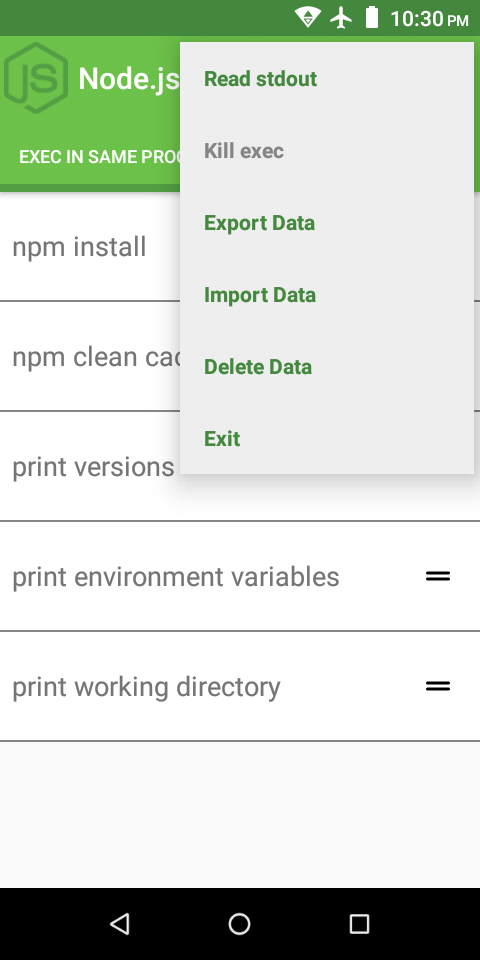 10:30 PM
JS Node.js
Read stdout
Kill exec
Export Data
Import Data
Delete Data
Exit
EXEC IN SAME PROC
npm install
npm clean cac
print versions
print environment variables
print working directory